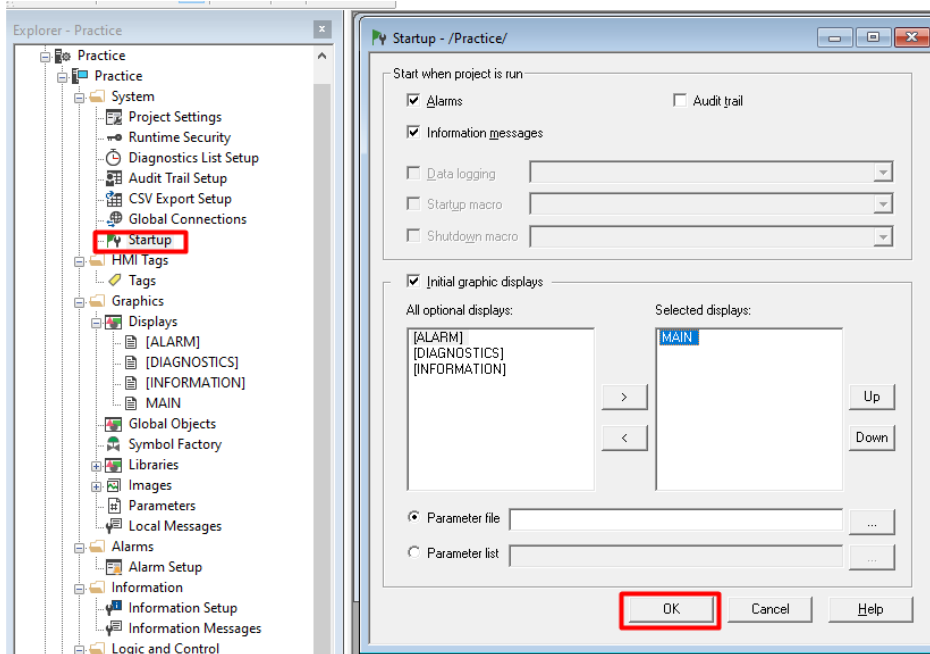 Explorer - Practice
Practice
Practice
System
Project Settings
Runtime Security
Diagnostics List Setup
Audit Trail Setup
CSV Export Setup
Global Connections
Startup
HMI Tags
Tags
Graphics
Displays
[ALARM]
[DIAGNOSTICS]
[INFORMATION]
MAIN
Global Objects
Symbol Factory
Libraries
Images
Parameters
Local Messages
Alarms
Alarm Setup
Information
Information Setup
Information Messages
Logic and Control
Startup - /Practice/
Start when project is run
Alarms
Audit trail
Information messages
Data logging
Startup macro
Shutdown macro
Initial graphic displays
All optional displays:
Selected displays:
[ALARM]
[DIAGNOSTICS]
[INFORMATION]
MAIN
>
<
Up
Down
Parameter file
...
Parameter list
...
OK
Cancel
Help